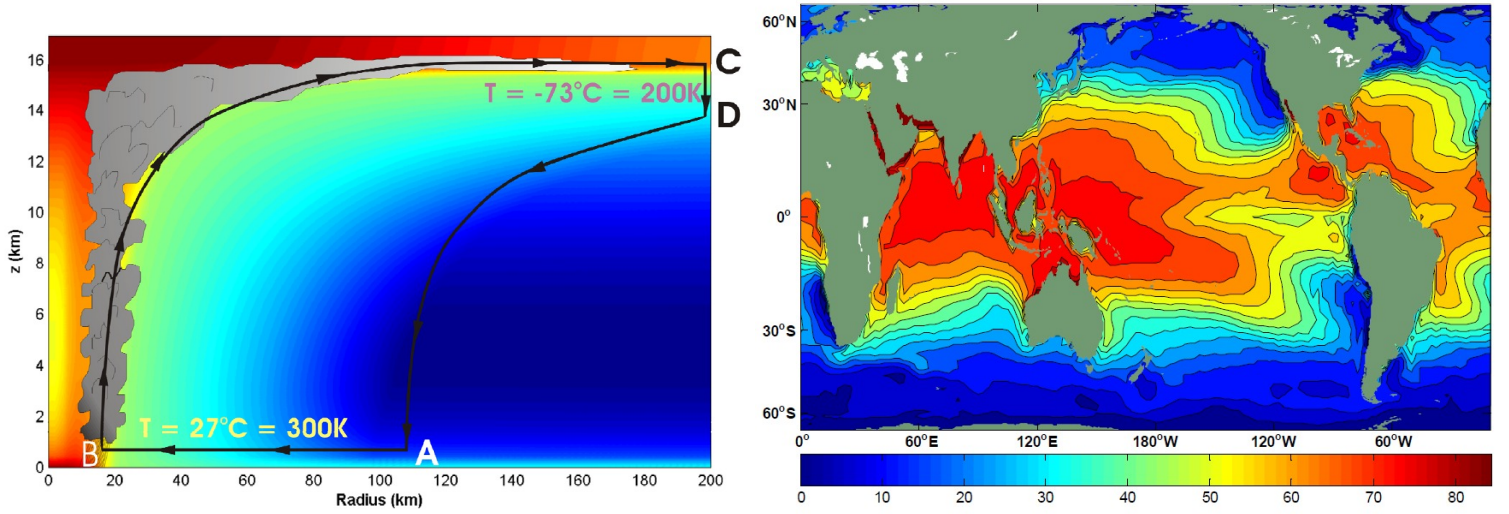 16
14
12
10
8
6
4
2
0
z (km)
C
T = -73°C = 200K
D
T = 27°C = 300K
B
A
0 20 40 60 80 100 120 140 160 180 200
Radius (km)
60°N
30°N
0°
30°S
60°S
0° 60°E 120°E 180°W 120°W 60°W
0 10 20 30 40 50 60 70 80